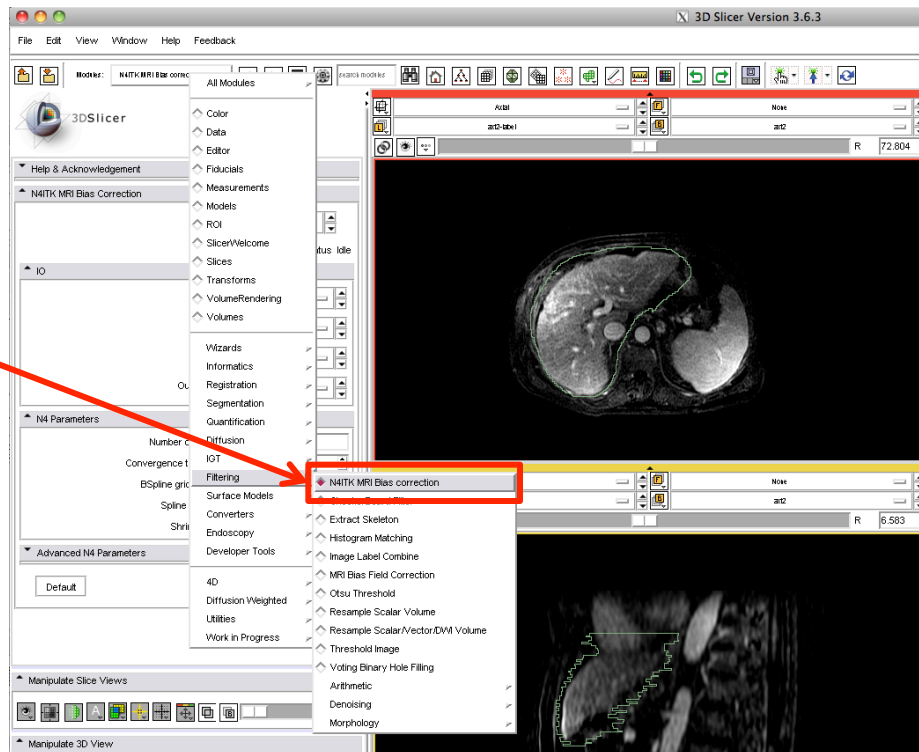 3D Slicer Version 3.6.3
File Edit View Window Help Feedback
Modules: N4ITK MRI Bias correc
search modules
3DSlicer
Help & Acknowledgement
N4ITK MRI Bias Correction
tus Idle
IO
Ou
N4 Parameters
Number o
Convergence t
BSpline gri
Spline
Shri
Advanced N4 Parameters
Default
Manipulate Slice Views
Manipulate 3D View
All Modules
Color
Data
Editor
Fiducials
Measurements
Models
ROI
SlicerWelcome
Slices
Transforms
VolumeRendering
Volumes
Wizards
Informatics
Registration
Segmentation
Quantification
Diffusion
IGT
Filtering
Surface Models
Converters
Endoscopy
Developer Tools
4D
Diffusion Weighted
Utilities
Work in Progress
N4ITK MRI Bias correction
Extract Skeleton
Histogram Matching
Image Label Combine
MRI Bias Field Correction
Otsu Threshold
Resample Scalar Volume
Resample Scalar/Vector/DWI Volume
Threshold Image
Voting Binary Hole Filling
Arithmetic
Denoising
Morphology
Axial
None
art2-label
art2
R 72.804
None
art2
R 6.583